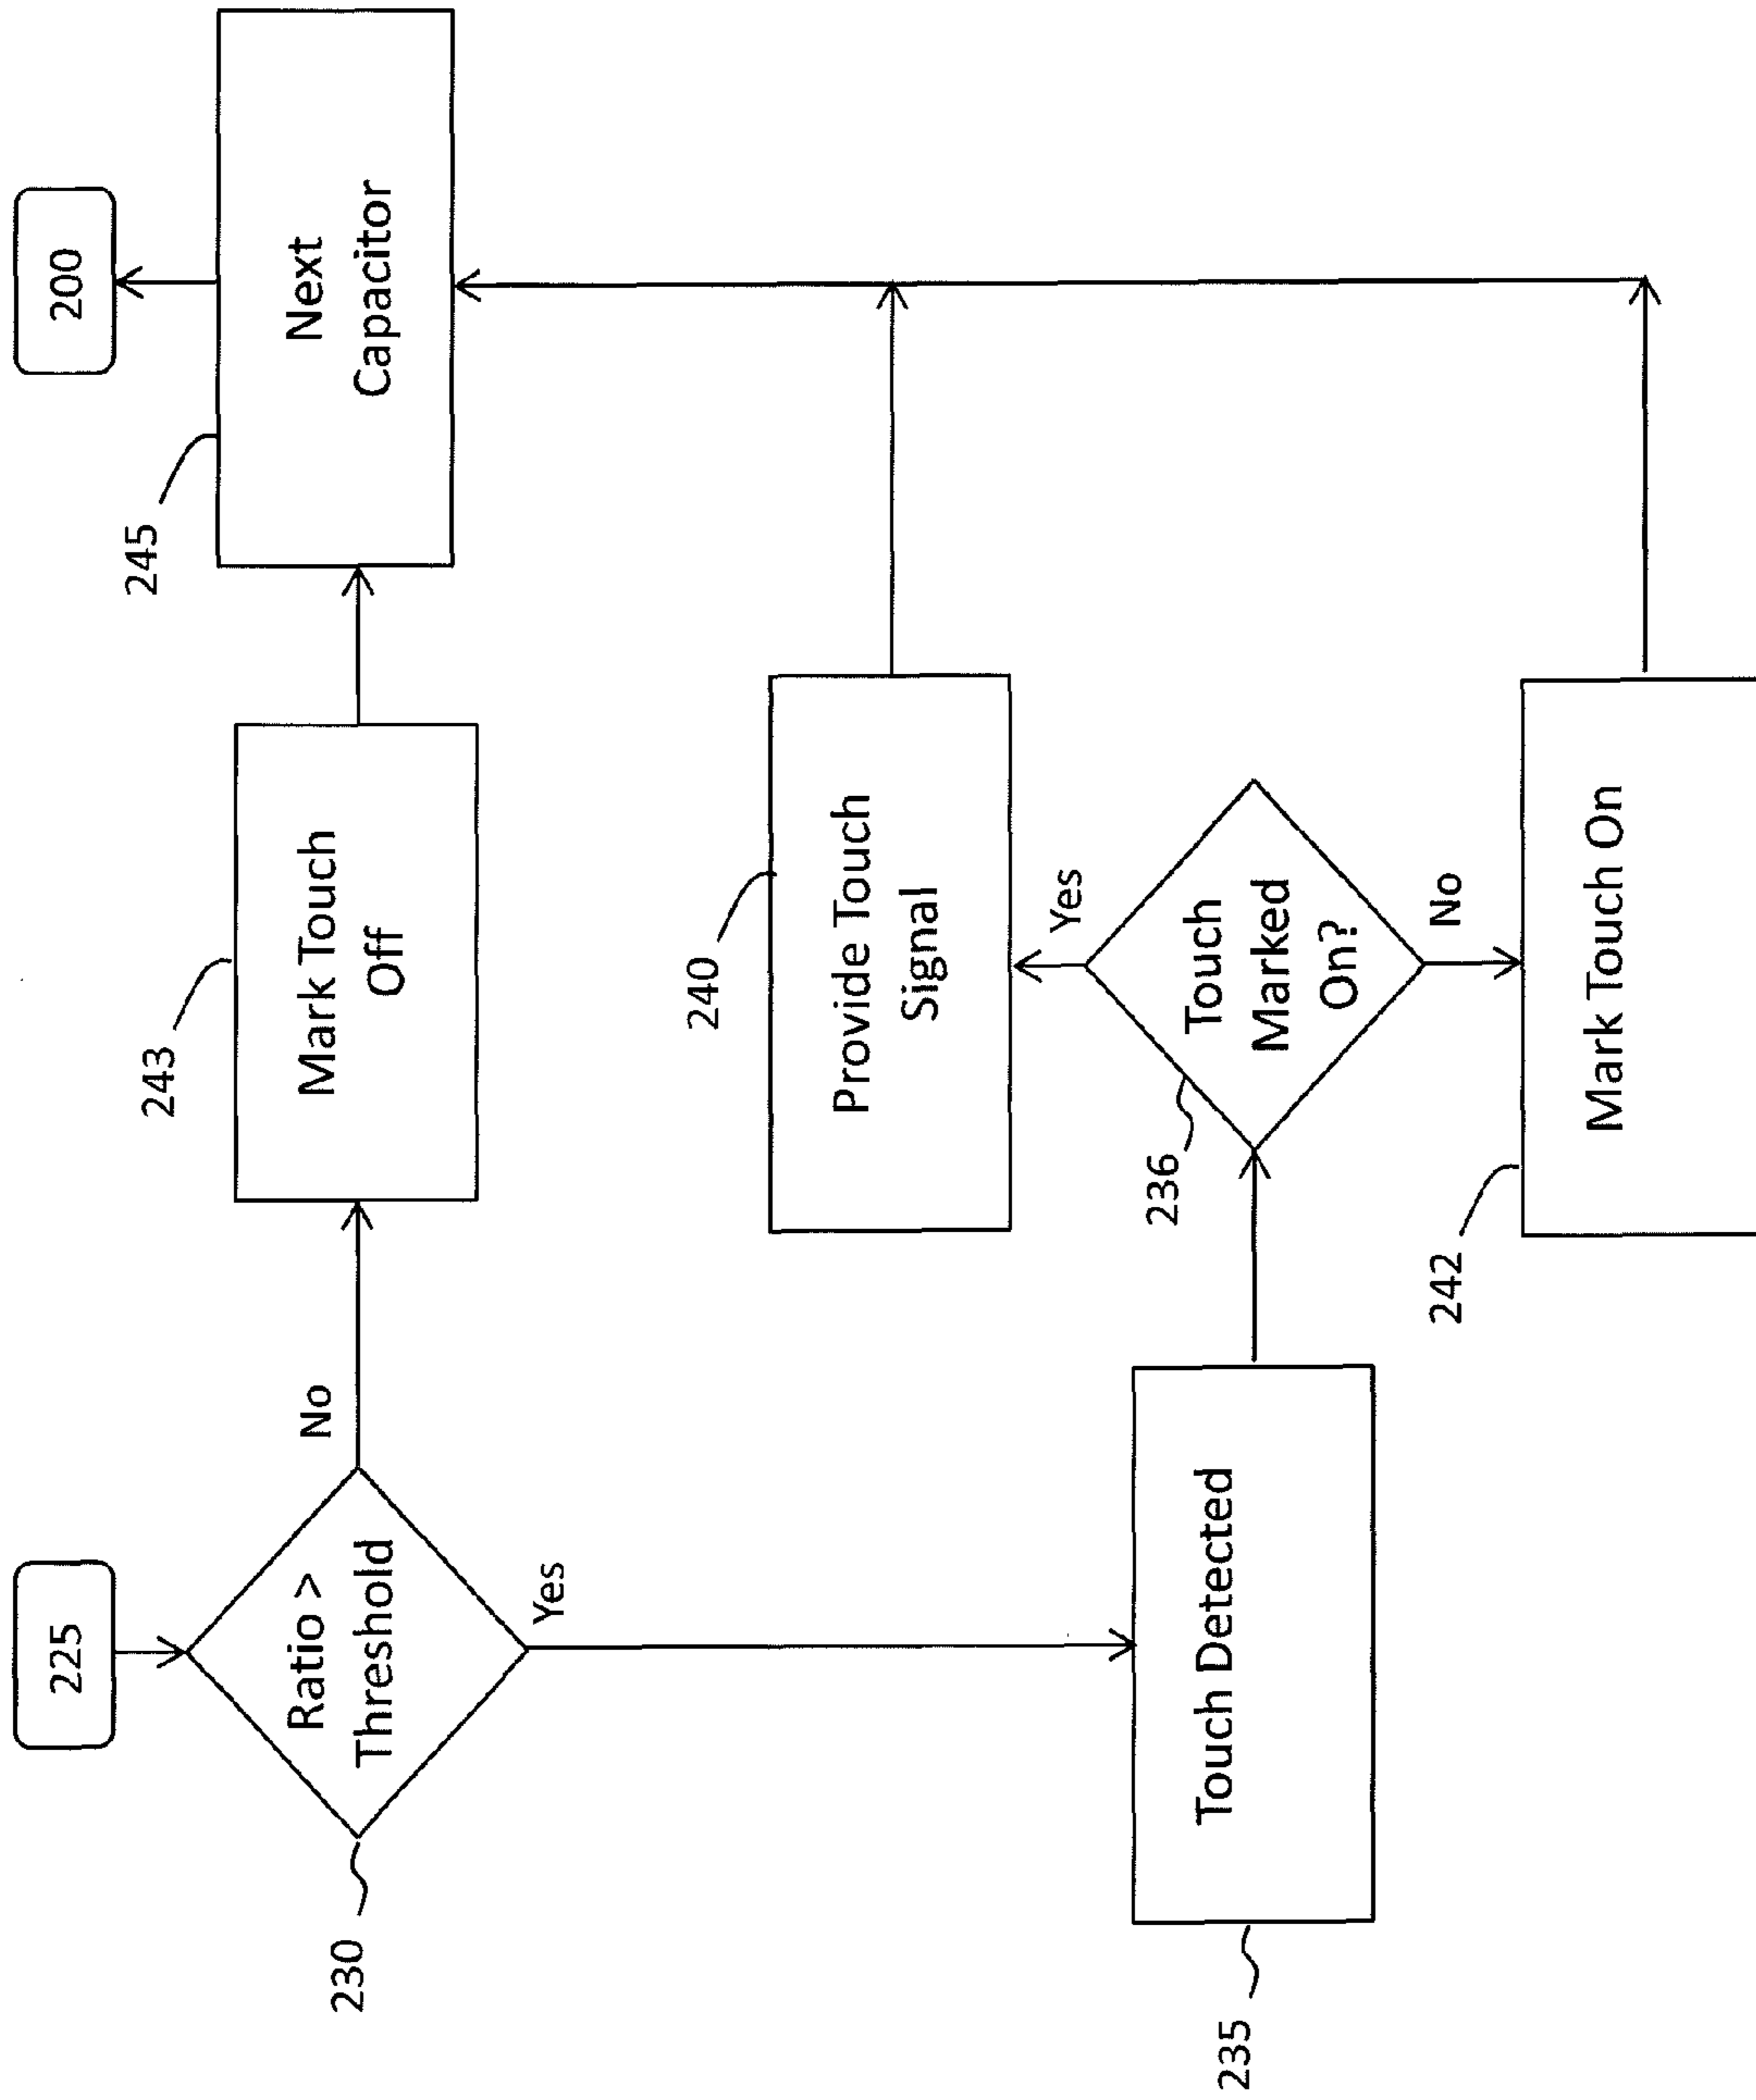 225
200
230
Ratio >
Threshold
No
Yes
243
Mark Touch
Off
245
Next
Capacitor
240
Provide Touch
Signal
Yes
235
Touch Detected
236
Touch
Marked
On?
No
242
Mark Touch On